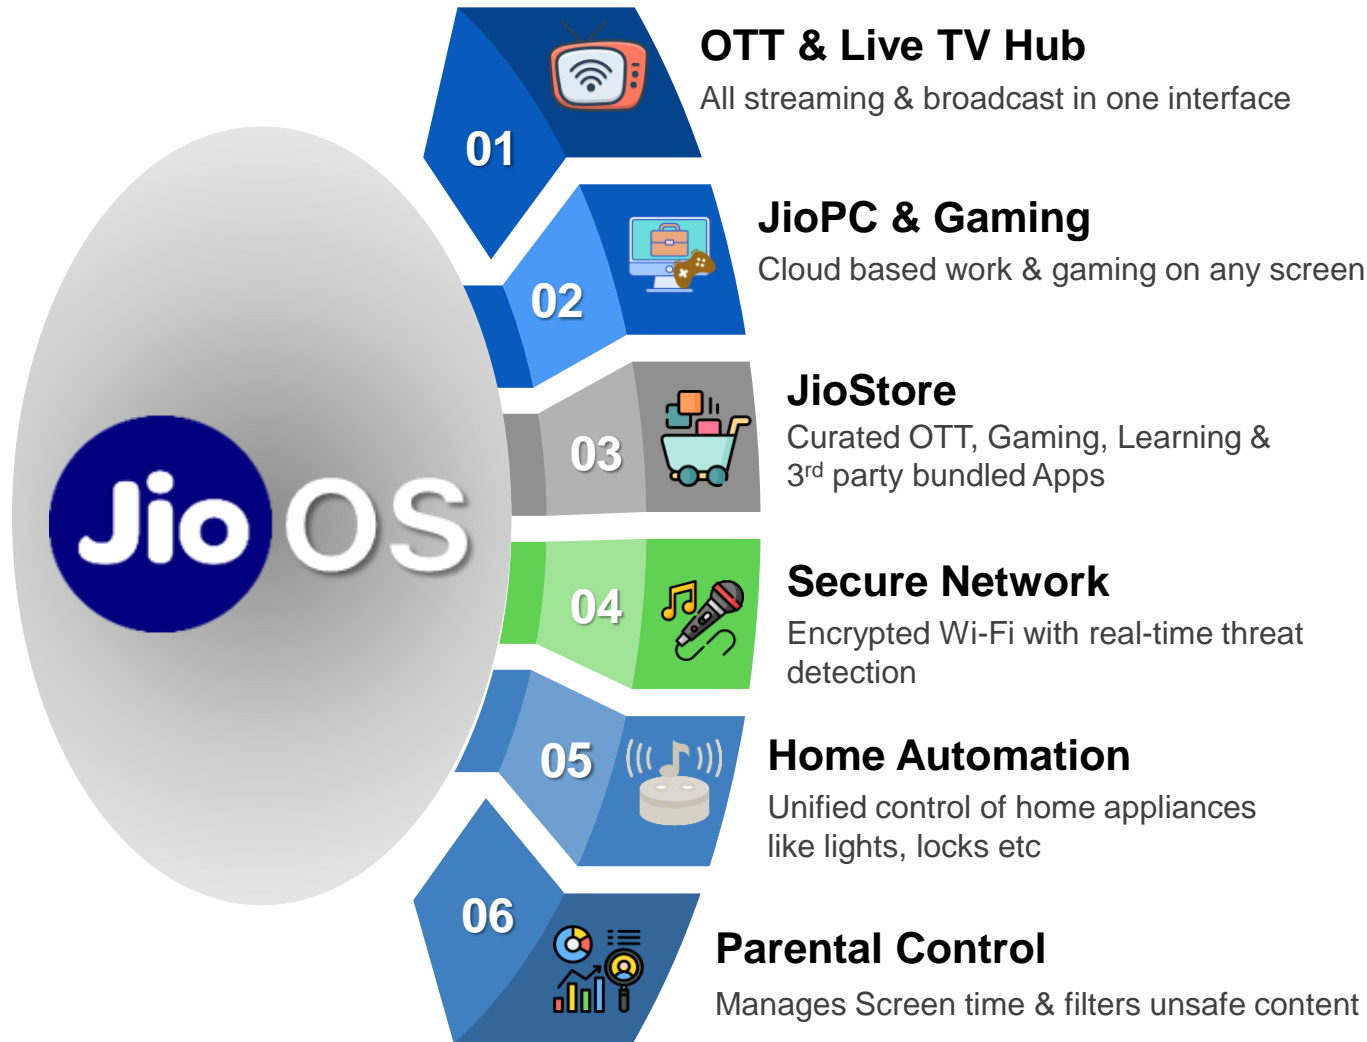 01
OTT & Live TV Hub
All streaming & broadcast in one interface
02
JioPC & Gaming
Cloud based work & gaming on any screen
03
JioStore
Curated OTT, Gaming, Learning &
3rd party bundled Apps
Jio OS
04
Secure Network
Encrypted Wi-Fi with real-time threat
detection
05
Home Automation
Unified control of home appliances
like lights, locks etc
06
Parental Control
Manages Screen time & filters unsafe content